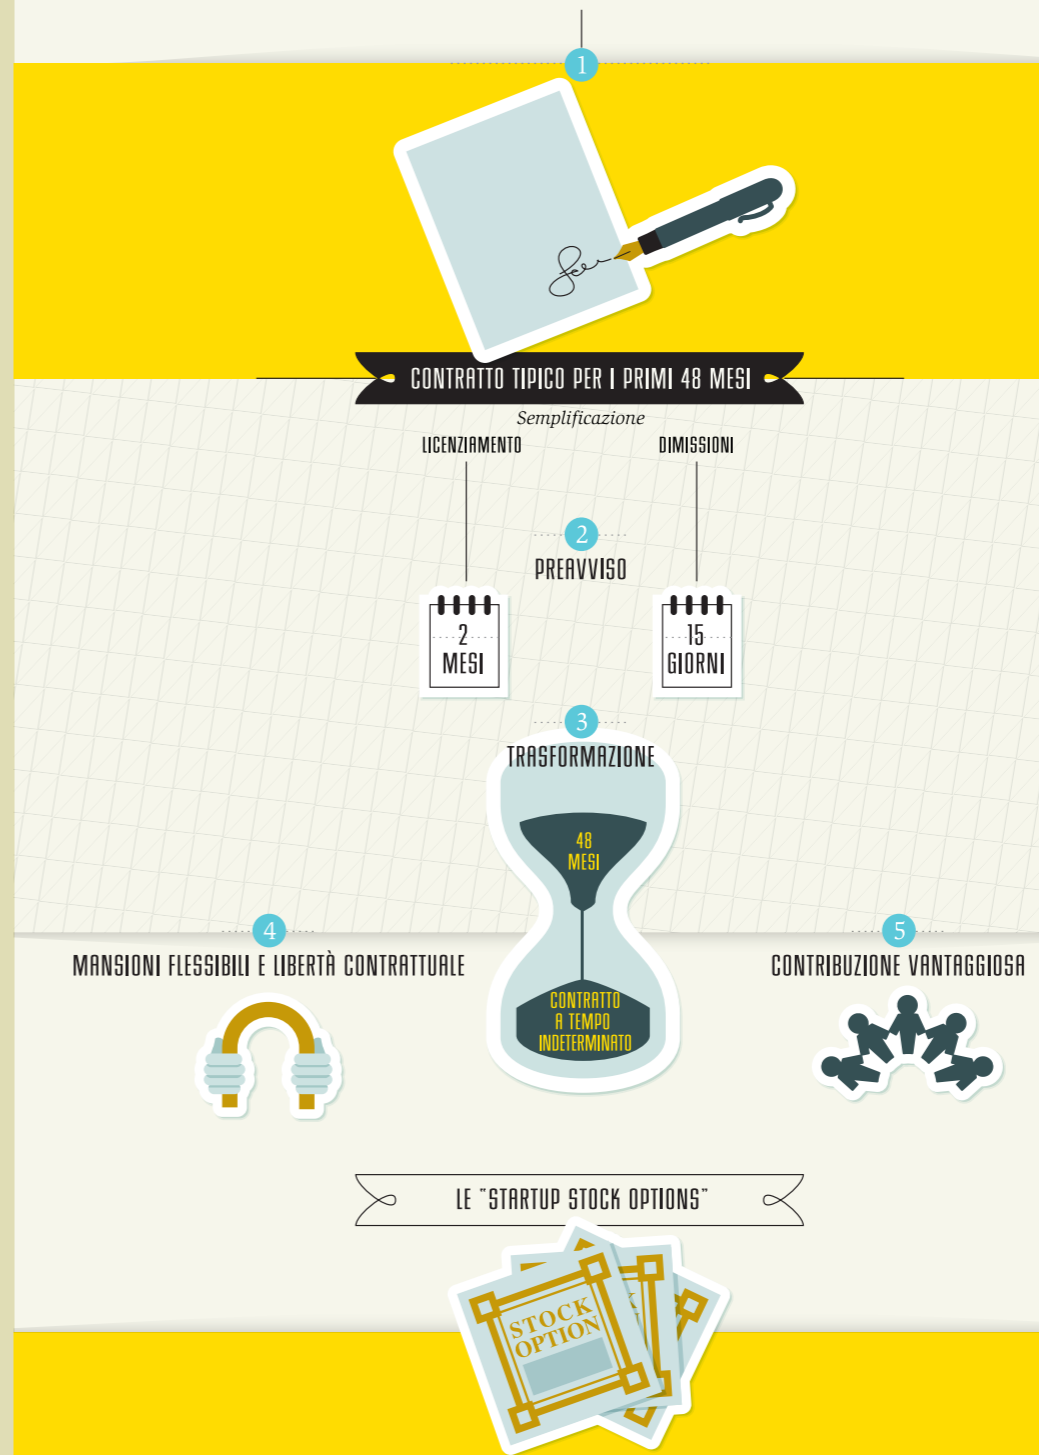 1
CONTRATTO TIPICO PER I PRIMI 48 MESI
Semplificazione
LICENZIAMENTO
DIMISSIONI
2
PREAVVISO
2
MESI
15
GIORNI
3
TRASFORMAZIONE
48
MESI
4
MANSIONI FLESSIBILI E LIBERTÀ CONTRATTUALE
5
CONTRIBUZIONE VANTAGGIOSA
CONTRATTO
A TEMPO
INDETERMINATO
LE "STARTUP STOCK OPTIONS"
STOCK
OPTION